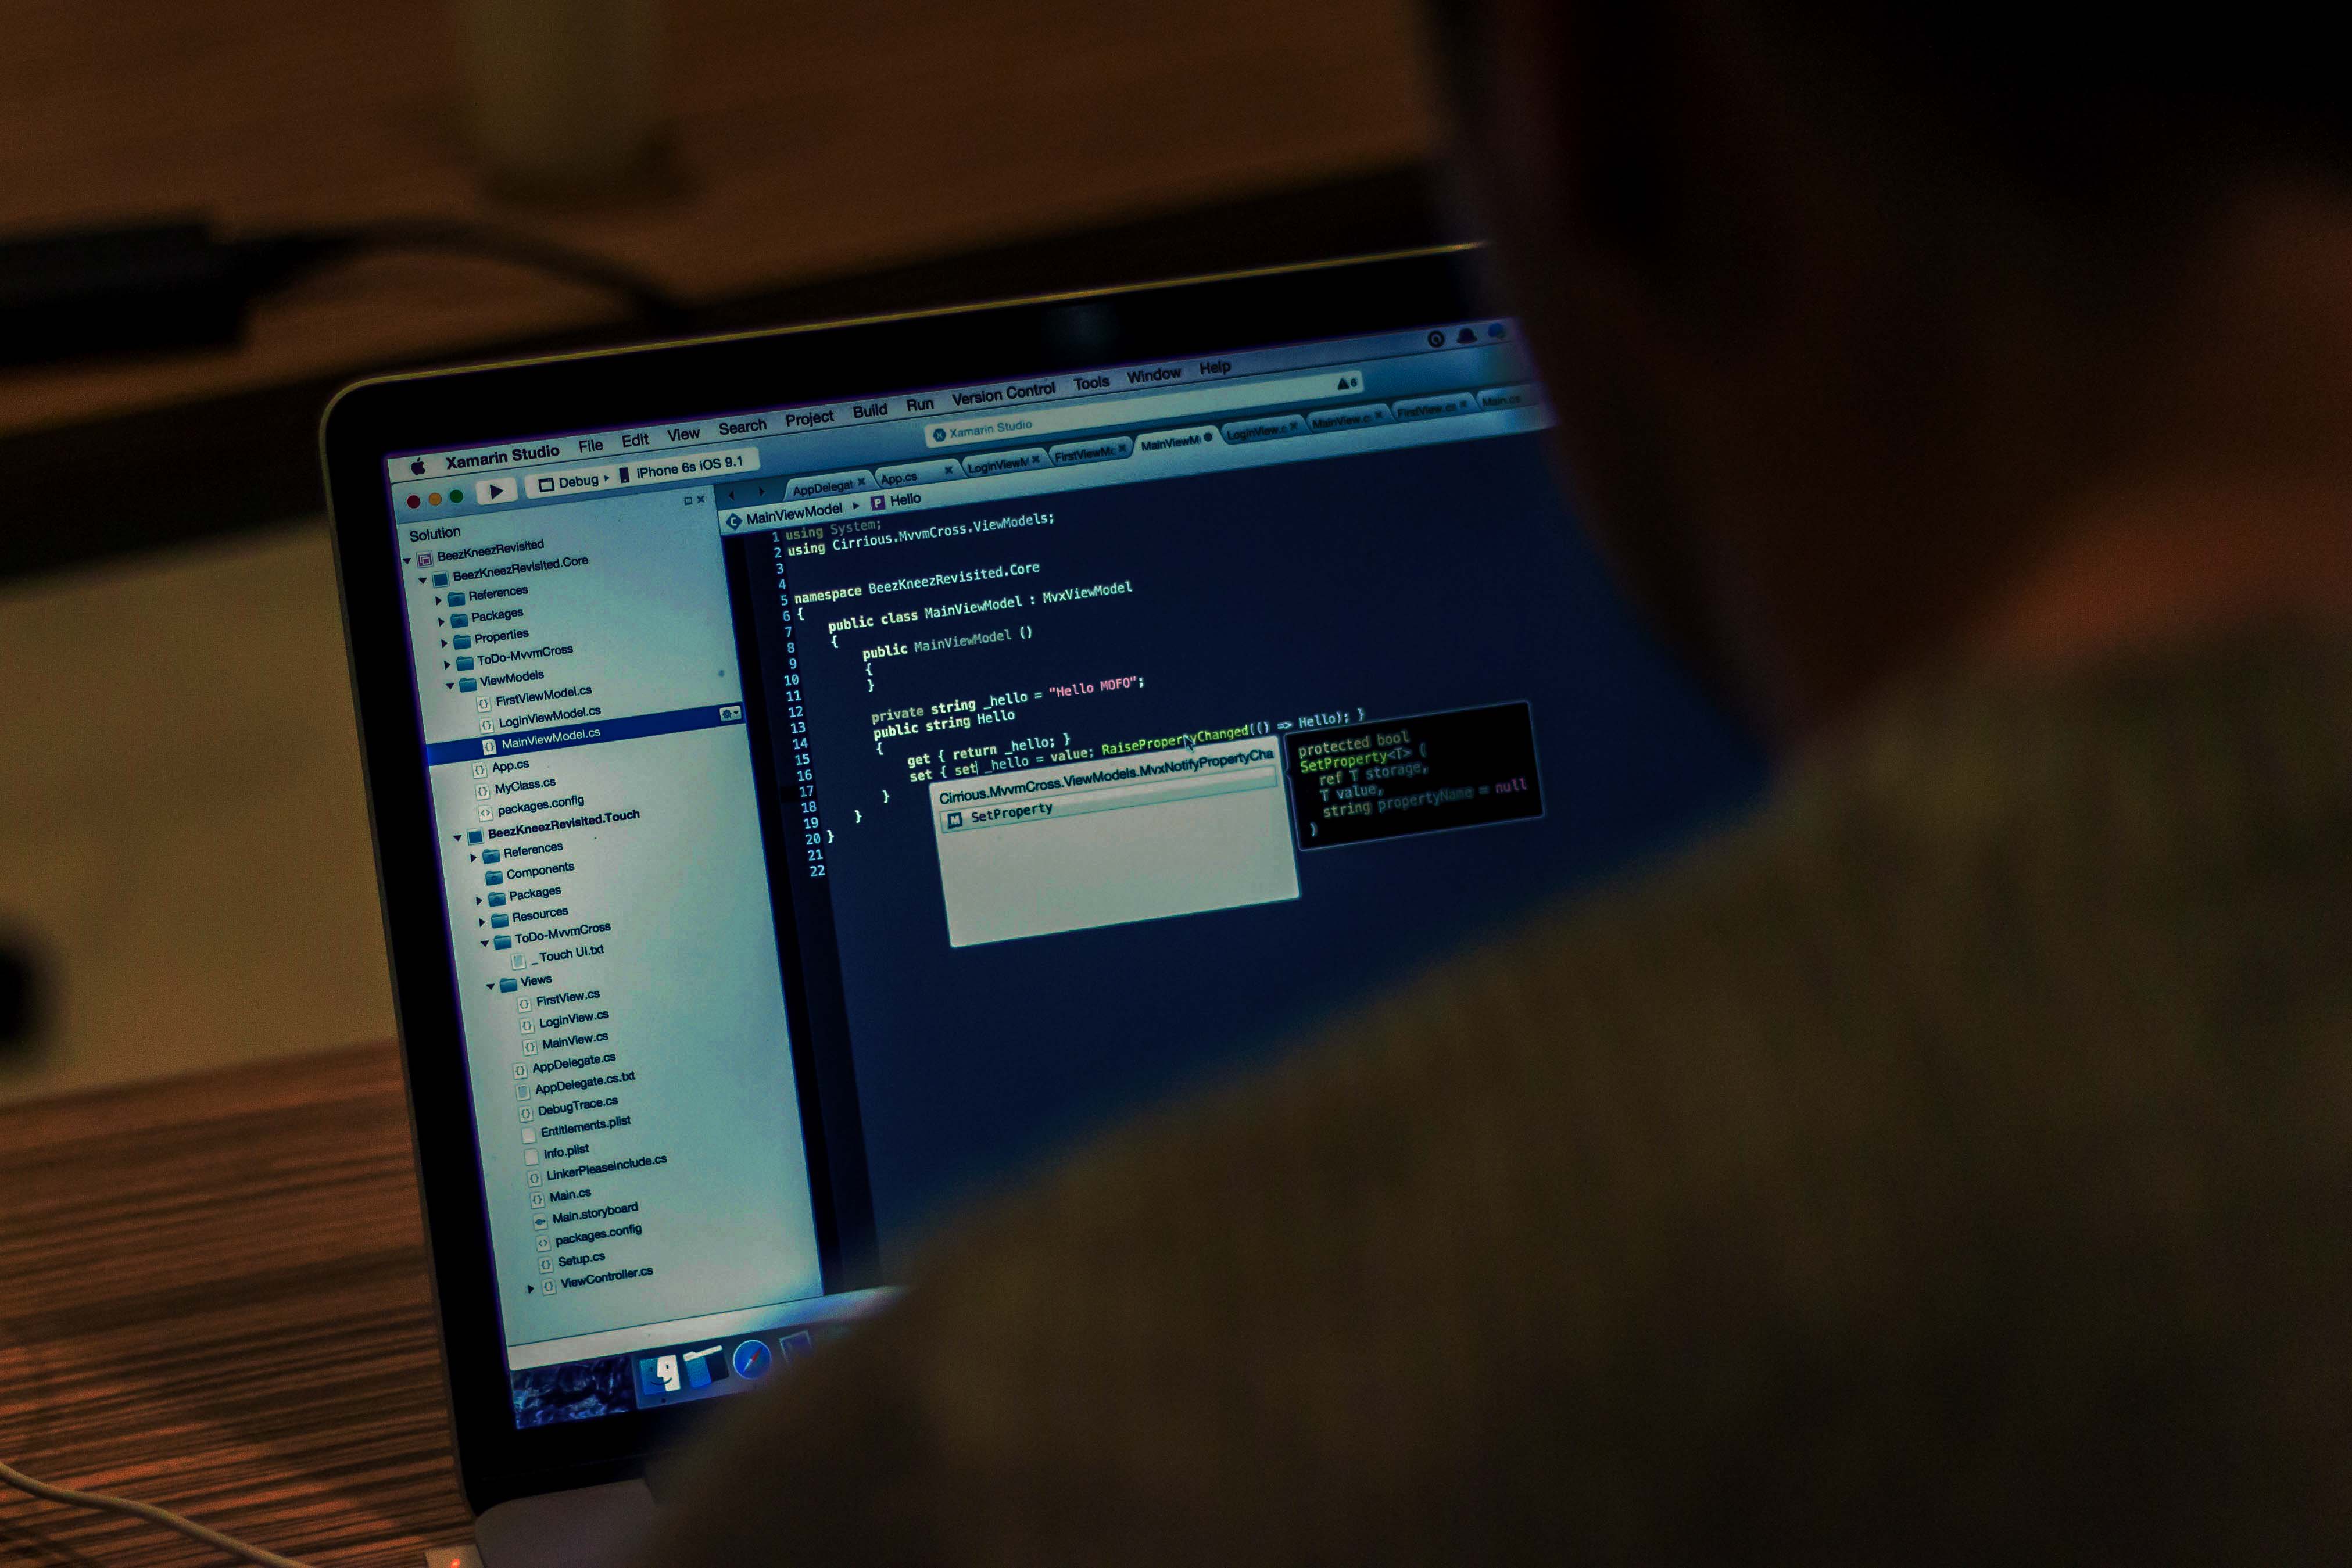 Xamarin Studio File Edit View Search Project Build Run Version Control Tools Window Help
Debug iPhone 6s iOS 9.1
Xamarin Studio
6
AppDelegat App.cs LoginViewM FirstViewMo MainViewM LoginView.c MainView.c FirstView.cs Main.cs
MainViewModel Hello
Solution
BeezKneezRevisited
BeezKneezRevisited.Core
References
Packages
Properties
ToDo-MvvmCross
ViewModels
FirstViewModel.cs
LoginViewModel.cs
MainViewModel.cs
App.cs
MyClass.cs
packages.config
BeezKneezRevisited.Touch
References
Components
Packages
Resources
ToDo-MvvmCross
_ Touch UI.txt
Views
FirstView.cs
LoginView.cs
MainView.cs
AppDelegate.cs
AppDelegate.cs.txt
DebugTrace.cs
Entitlements.plist
Info.plist
LinkerPleaseInclude.cs
Main.cs
Main.storyboard
packages.config
Setup.cs
ViewController.cs
1 using System;
2 using Cirrious.MvvmCross.ViewModels;
3
4
5 namespace BeezKneezRevisited.Core
6 {
7 public class MainViewModel : MvxViewModel
8 {
9 public MainViewModel ()
10 {
11 }
12
13 private string _hello = "Hello MOFO";
14 public string Hello
15 {
16 get { return _hello; }
17 set { set _hello = value; RaisePropertyChanged(() => Hello); }
18 }
19 }
20 }
21
22
Cirrious.MvvmCross.ViewModels.MvxNotifyPropertyCha
M SetProperty
protected bool
SetProperty<T> (
ref T storage,
T value,
string propertyName = null
)